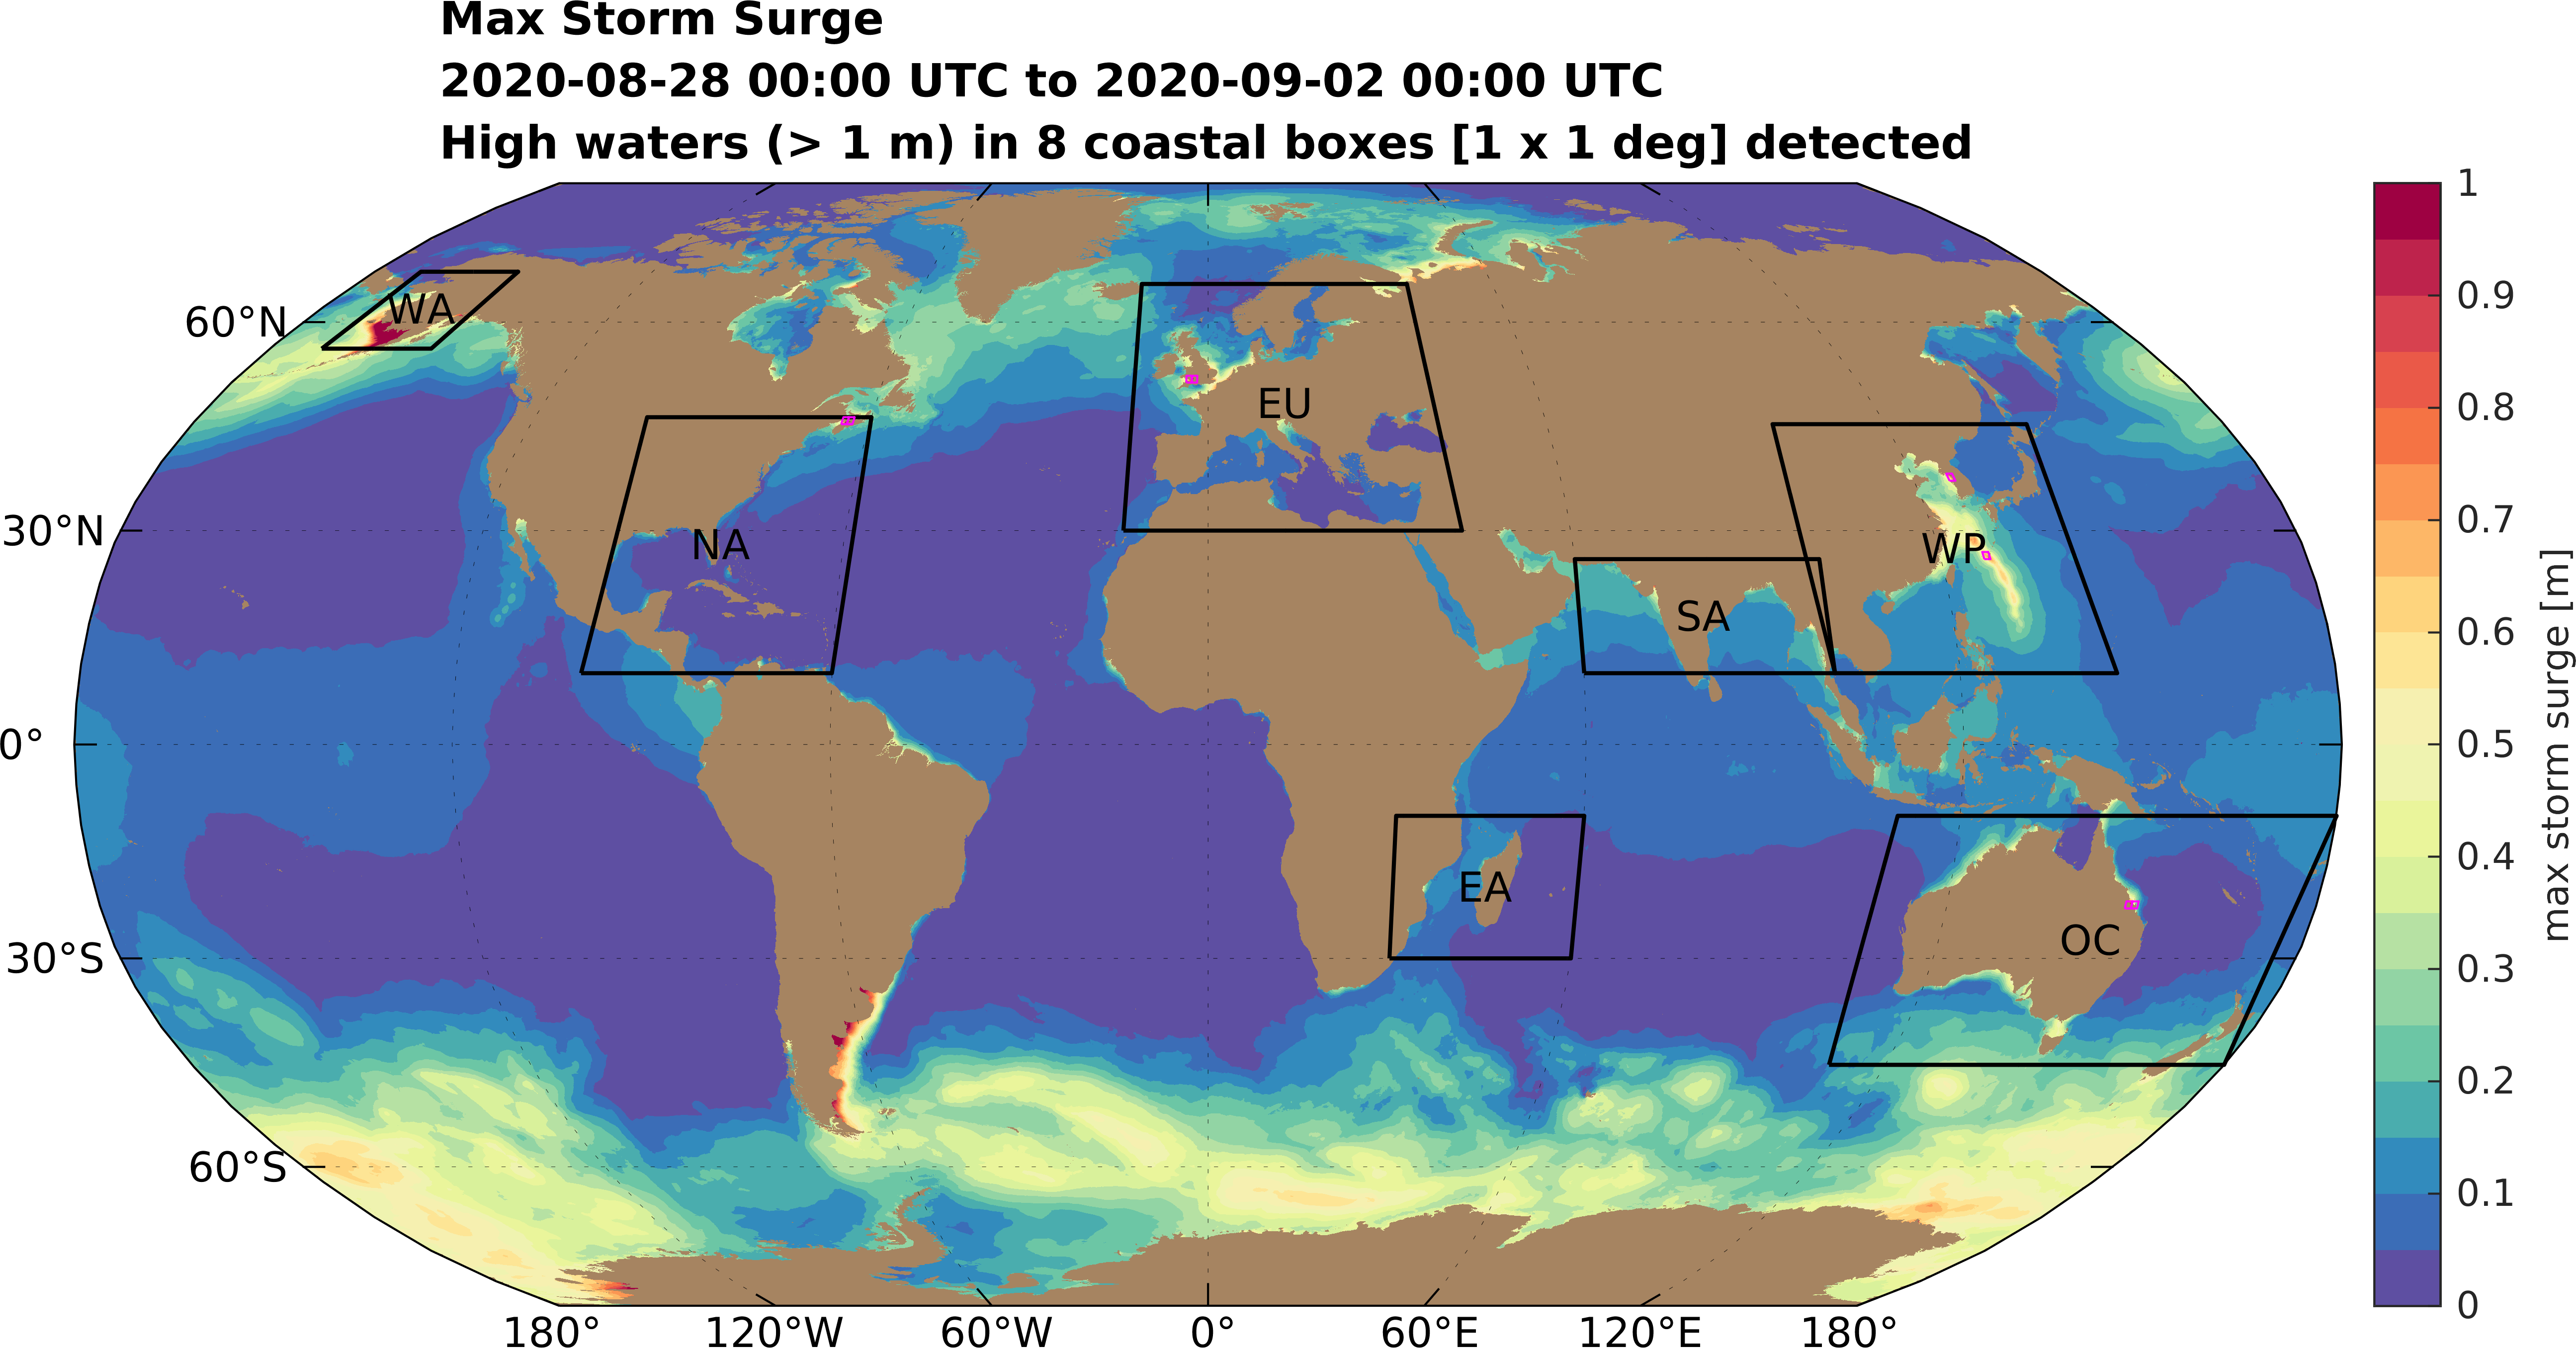 Max Storm Surge
2020-08-28 00:00 UTC to 2020-09-02 00:00 UTC
High waters (> 1 m) in 8 coastal boxes [1 x 1 deg] detected
60°N
30°N
0°
30°S
60°S
180°
120°W
60°W
0°
60°E
120°E
180°
WA
EU
NA
WP
SA
EA
OC
1
0.9
0.8
0.7
0.6
0.5
0.4
0.3
0.2
0.1
0
max storm surge [m]